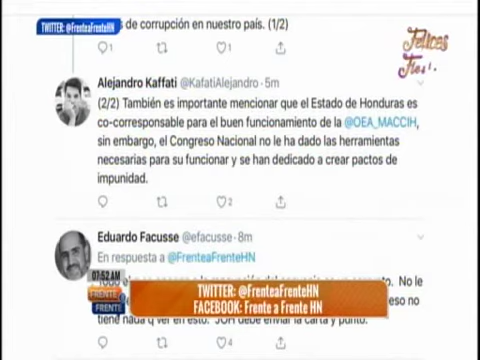 TWITTER: @FrenteaFrenteHN
s de corrupción en nuestro país. (1/2)
1
1
Felices
Fiest
Alejandro Kaffati @KafatiAlejandro · 5m
(2/2) También es importante mencionar que el Estado de Honduras es
co-corresponsable para el buen funcionamiento de la @OEA_MACCIH,
sin embargo, el Congreso Nacional no le ha dado las herramientas
necesarias para su funcionar y se han dedicado a crear pactos de
impunidad.
2
Eduardo Facusse @efacusse · 8m
En respuesta a @FrenteaFrenteHN
No le
07:52 AM
FRENTE a
FRENTE
TWITTER: @FrenteaFrenteHN
FACEBOOK: Frente a Frente HN
eso no
tiene nada q ver en esto. JOH debe enviar la carta y punto.
4